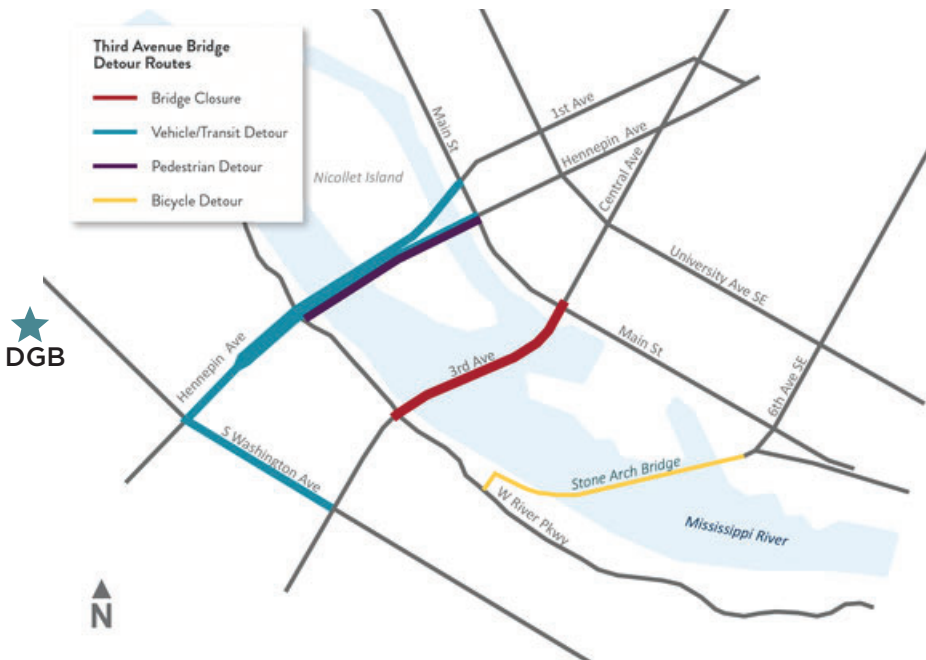 Third Avenue Bridge
Detour Routes
Bridge Closure
Vehicle/Transit Detour
Pedestrian Detour
Bicycle Detour
1st Ave
Main St
Hennepin Ave
Nicollet Island
Central Ave
University Ave SE
DGB
Hennepin Ave
3rd Ave
Main St
6th Ave SE
S Washington Ave
Stone Arch Bridge
W River Pkwy
Mississippi River
N